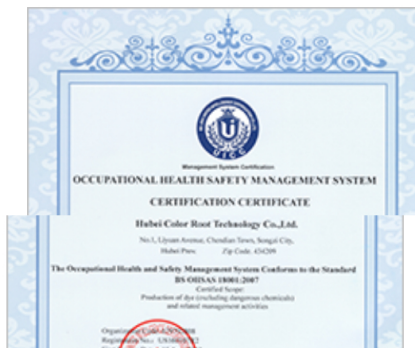 UICC
Management System Certification
OCCUPATIONAL HEALTH SAFETY MANAGEMENT SYSTEM
CERTIFICATION CERTIFICATE
Hubei Color Root Technology Co.,Ltd.
No.1, Liyuan Avenue, Chendian Town, Songzi City,
Hubei Prov. Zip Code. 434209
The Occupational Health and Safety Management System Conforms to the Standard
BS OHSAS 18001:2007
Certified Scope:
Production of dye (excluding dangerous chemicals)
and related management activities